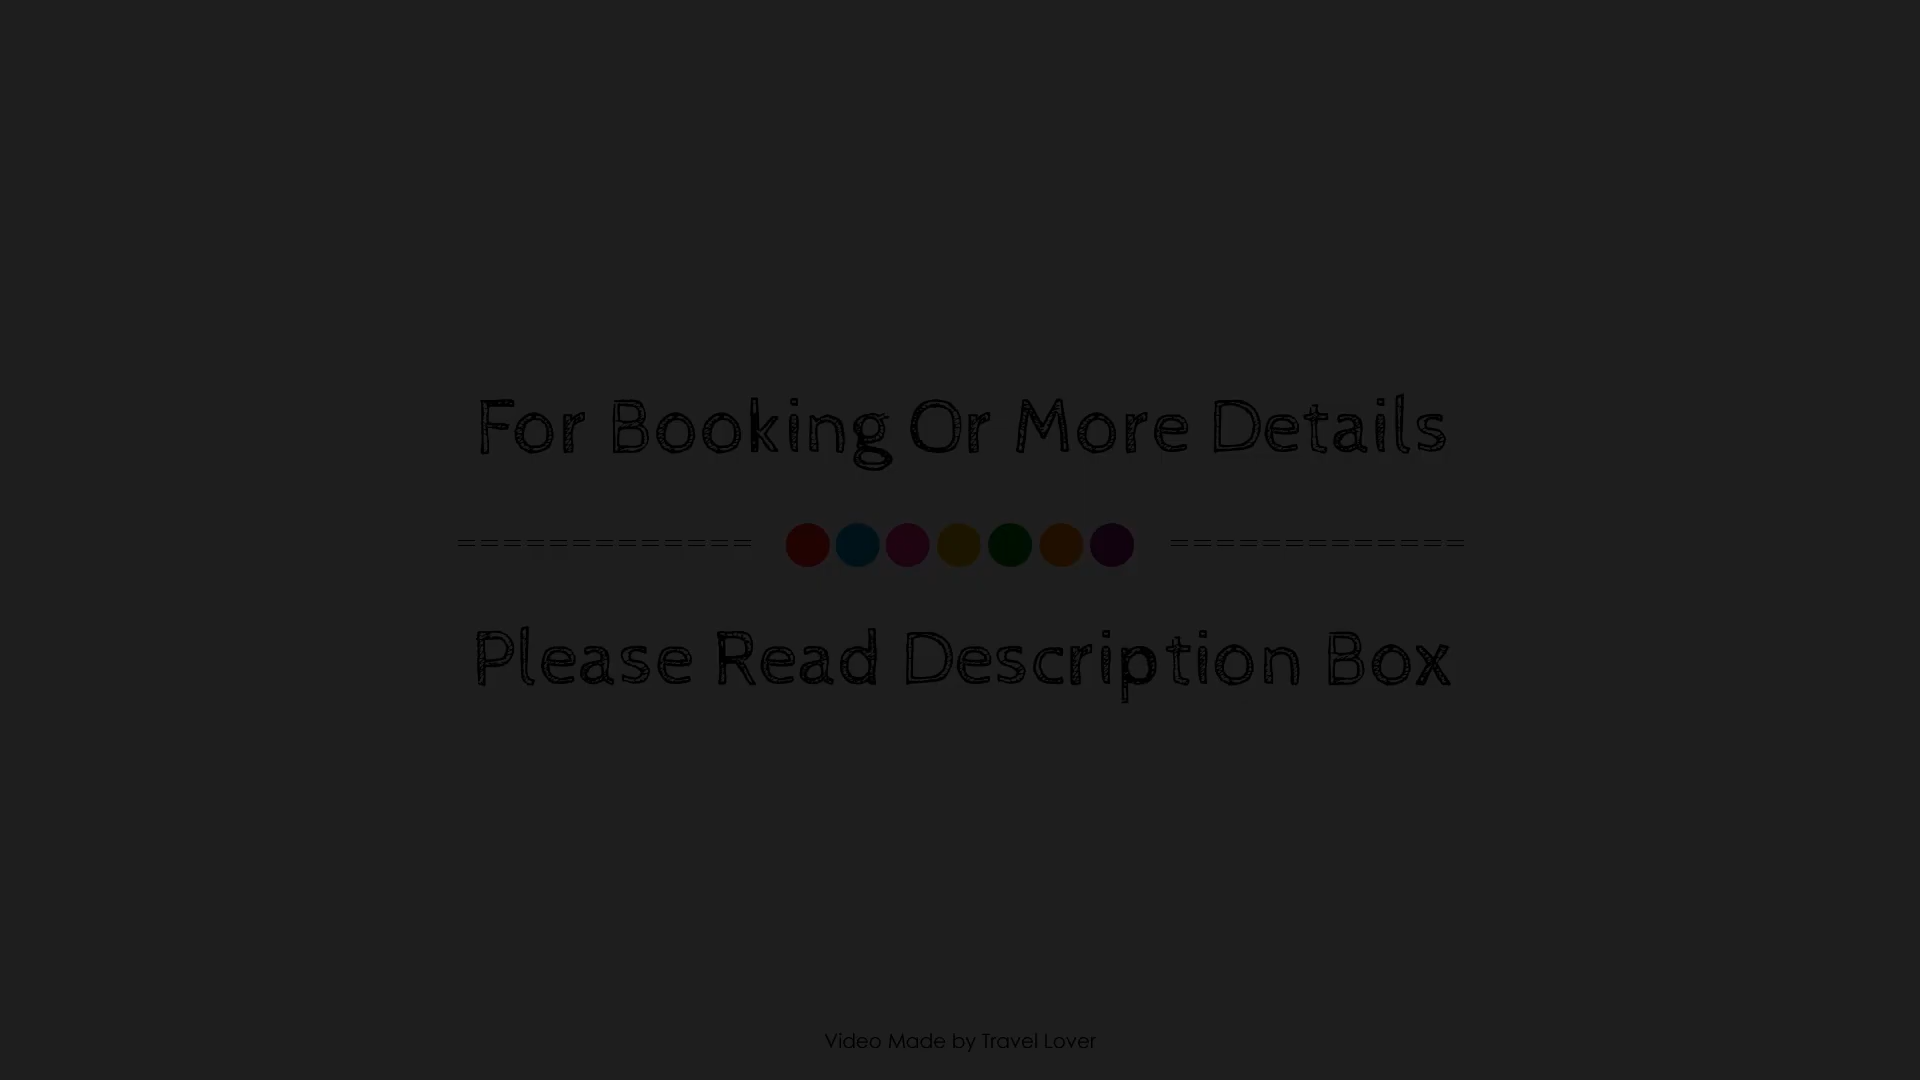 For Booking Or More Details
============= =============
Please Read Description Box
Video Made by Travel Lover